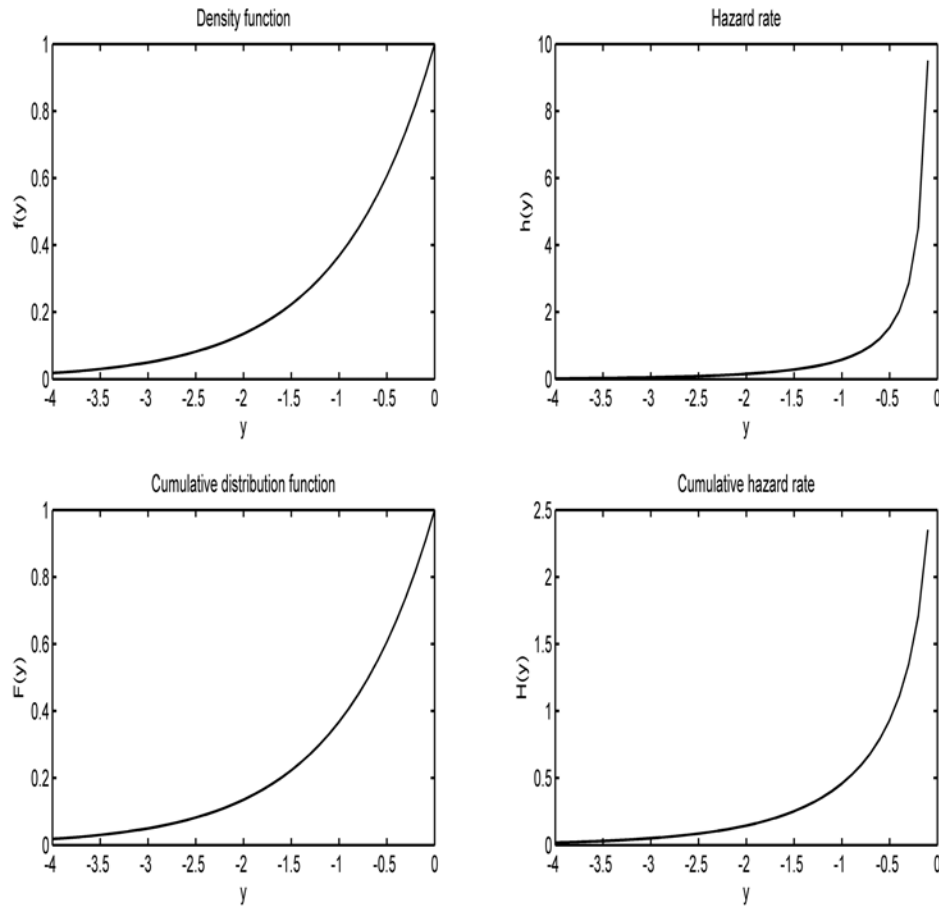 Density function
1
0.8
0.6
0.4
0.2
0
f(y)
-4 -3.5 -3 -2.5 -2 -1.5 -1 -0.5 0
y
Hazard rate
10
8
6
4
2
0
h(y)
-4 -3.5 -3 -2.5 -2 -1.5 -1 -0.5 0
y
Cumulative distribution function
1
0.8
0.6
0.4
0.2
0
F(y)
-4 -3.5 -3 -2.5 -2 -1.5 -1 -0.5 0
y
Cumulative hazard rate
2.5
2
1.5
1
0.5
0
H(y)
-4 -3.5 -3 -2.5 -2 -1.5 -1 -0.5 0
y